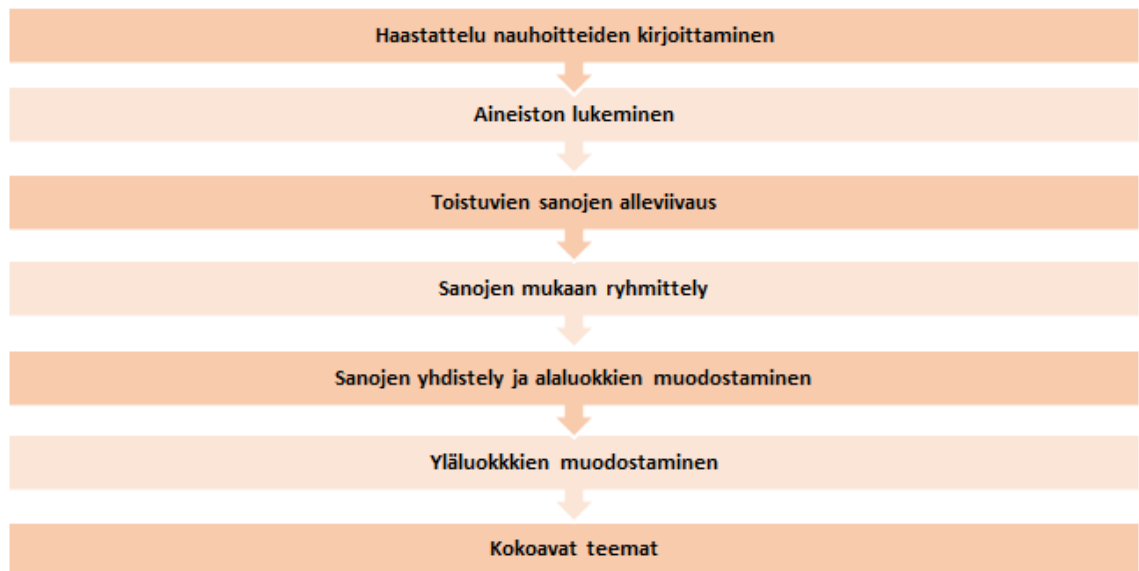 Haastattelu nauhoitteiden kirjoittaminen
Aineiston lukeminen
Toistuvien sanojen alleviivaus
Sanojen mukaan ryhmittely
Sanojen yhdistely ja alaluokkien muodostaminen
Yläluokkkien muodostaminen
Kokoavat teemat